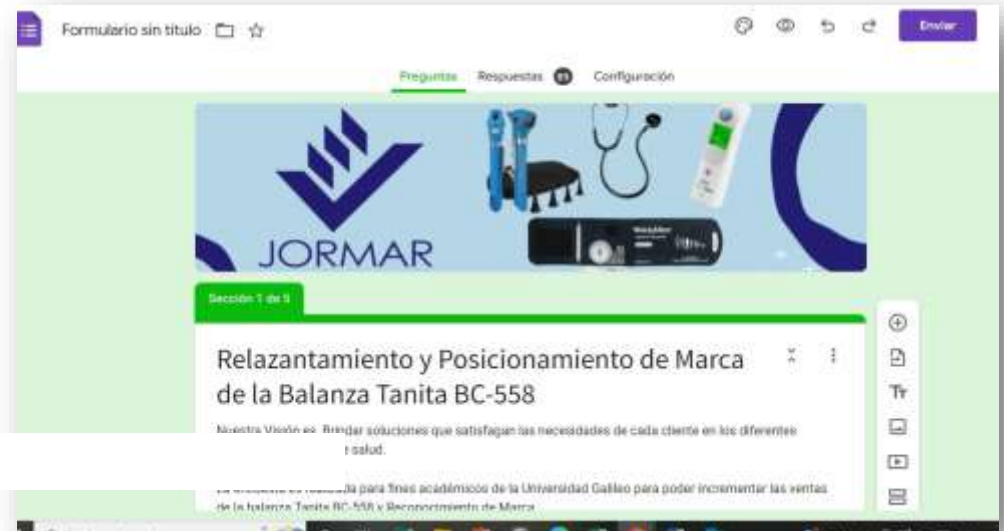 Formulario sin título
Enviar
Preguntas Respuestas Configuración
JORMAR
Sección 1 de 5
Relazantamiento y Posicionamiento de Marca
de la Balanza Tanita BC-558
Nuestra Visión es Brindar soluciones que satisfagan las necesidades de cada cliente en los diferentes
salud.
para fines académicos de la Universidad Galileo para poder incrementar las ventas
de la balanza Tanita BC-558 y Reconocimiento de Marca